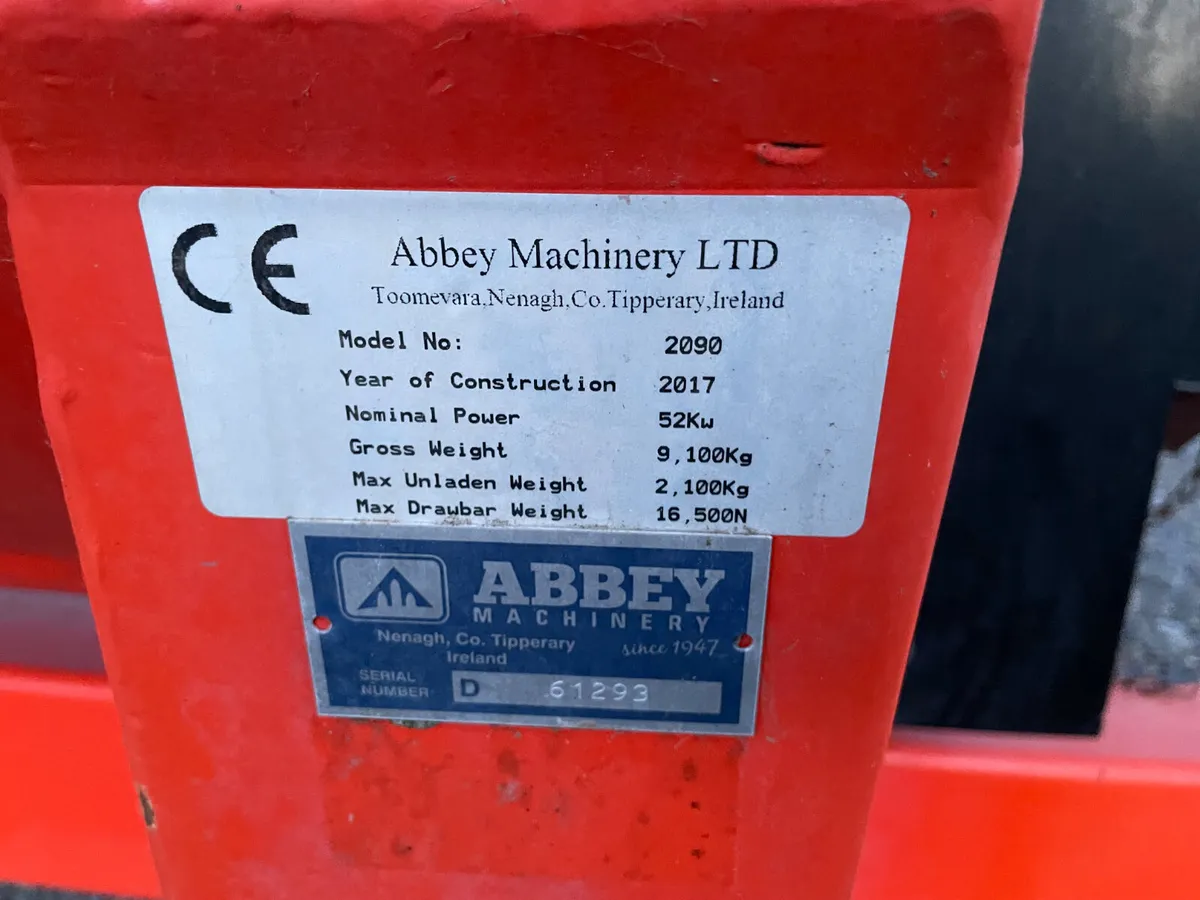 CE
Abbey Machinery LTD
Toomevara,Nenagh,Co.Tipperary,Ireland
Model No: 2090
Year of Construction 2017
Nominal Power 52Kw
Gross Weight 9,100Kg
Max Unladen Weight 2,100Kg
Max Drawbar Weight 16,500N
ABBEY
MACHINERY
Nenagh, Co. Tipperary
Ireland
since 1947
SERIAL
NUMBER
D 61293